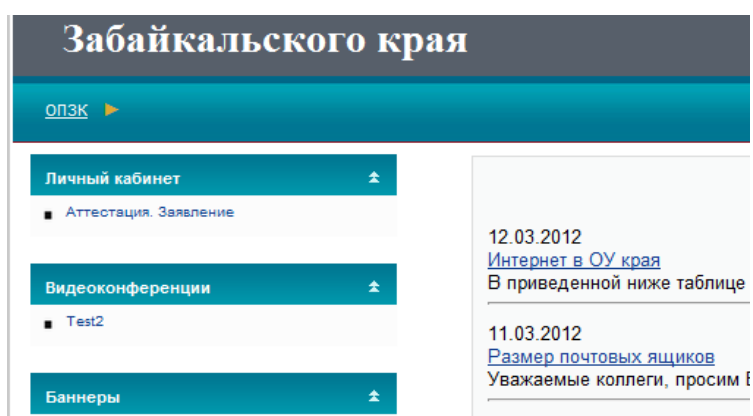 Забайкальского края
ОПЗК
Личный кабинет
Аттестация. Заявление
Видеоконференции
Test2
Баннеры
12.03.2012
Интернет в ОУ края
В приведенной ниже таблице
11.03.2012
Размер почтовых ящиков
Уважаемые коллеги, просим